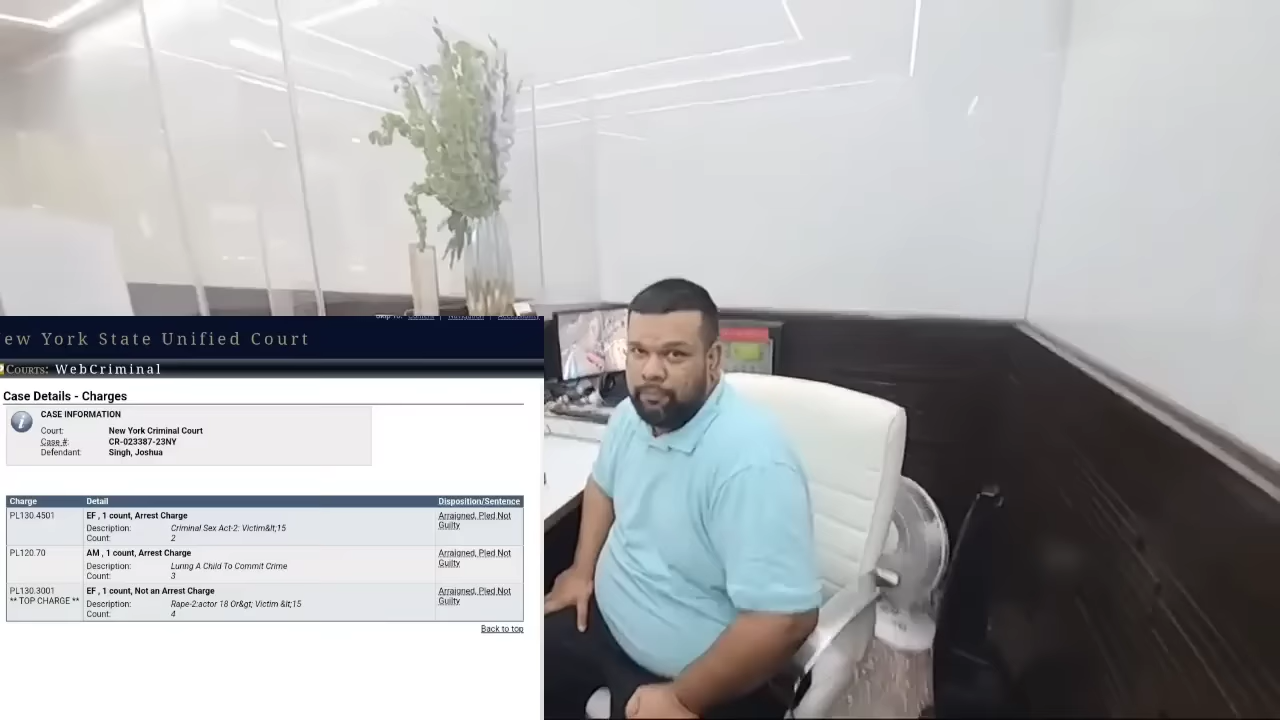 ew York State Unified Court
Courts: WebCriminal
Case Details - Charges
CASE INFORMATION
Court: New York Criminal Court
Case #: CR-023387-23NY
Defendant: Singh, Joshua
Charge Detail Disposition/Sentence
PL130.4501 EF , 1 count, Arrest Charge Arraigned, Pled Not
Guilty
Description: Criminal Sex Act-2: Victim&lt;15
Count: 2
PL120.70 AM , 1 count, Arrest Charge Arraigned, Pled Not
Guilty
Description: Luring A Child To Commit Crime
Count: 3
PL130.3001 EF , 1 count, Not an Arrest Charge Arraigned, Pled Not
** TOP CHARGE ** Guilty
Description: Rape-2:actor 18 Or&gt; Victim &lt;15
Count: 4
Back to top